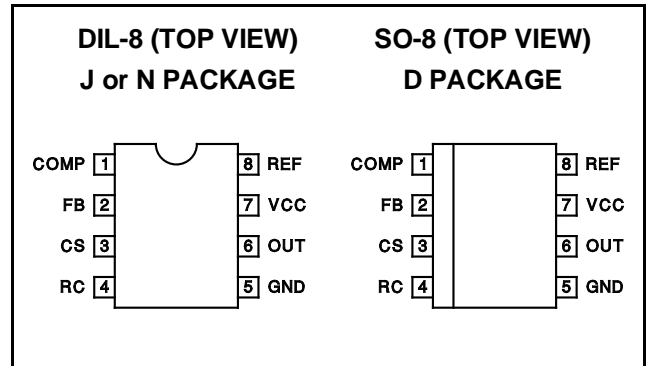 DIL-8 (TOP VIEW)
J or N PACKAGE
COMP 1 8 REF
FB 2 7 VCC
CS 3 6 OUT
RC 4 5 GND
SO-8 (TOP VIEW)
D PACKAGE
COMP 1 8 REF
FB 2 7 VCC
CS 3 6 OUT
RC 4 5 GND